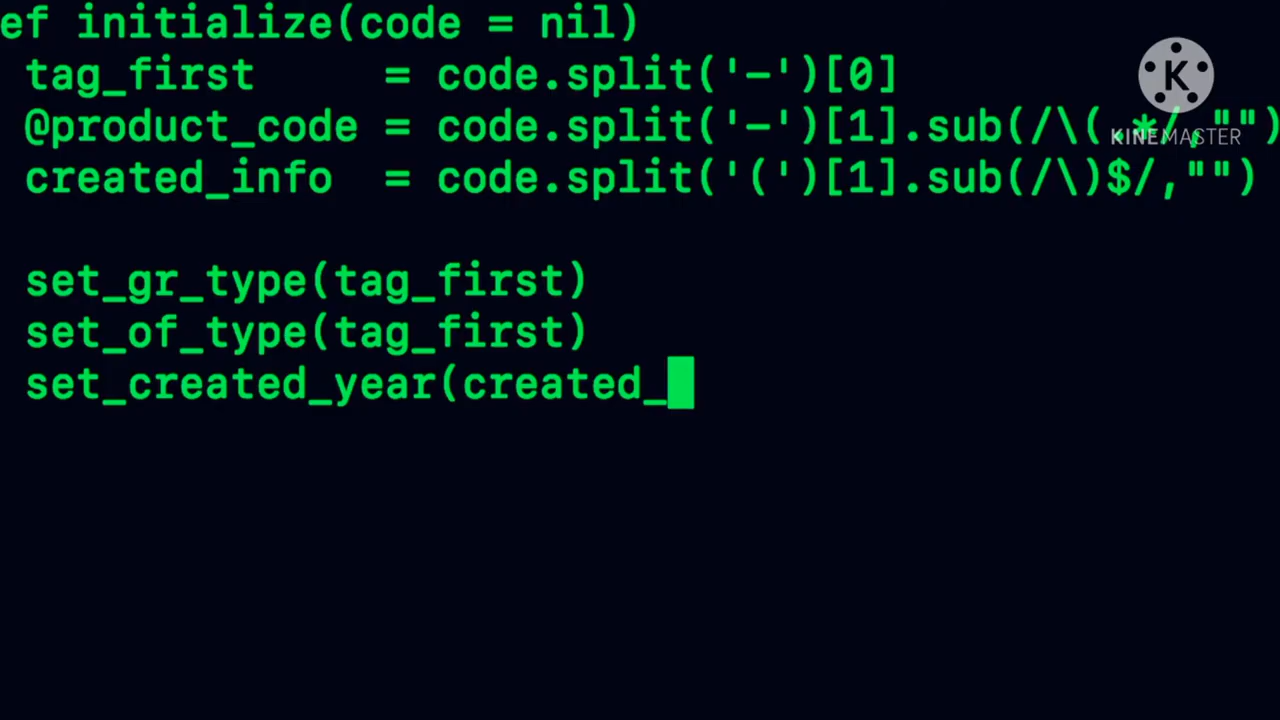 ef initialize(code = nil)
tag_first = code.split('-')[0]
@product_code = code.split('-')[1].sub(/\(.*/,"")
created_info = code.split('(')[1].sub(/\)$/,"")
set_gr_type(tag_first)
set_of_type(tag_first)
set_created_year(created_
K
KINEMASTER